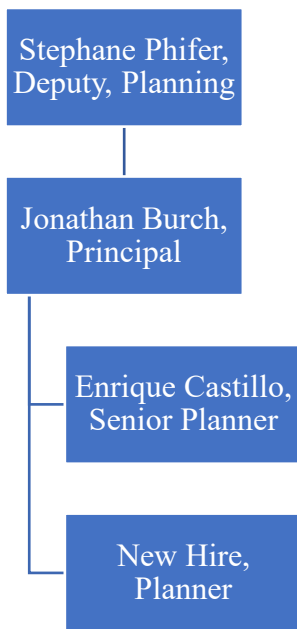 Stephane Phifer,
Deputy, Planning
Jonathan Burch,
Principal
Enrique Castillo,
Senior Planner
New Hire,
Planner